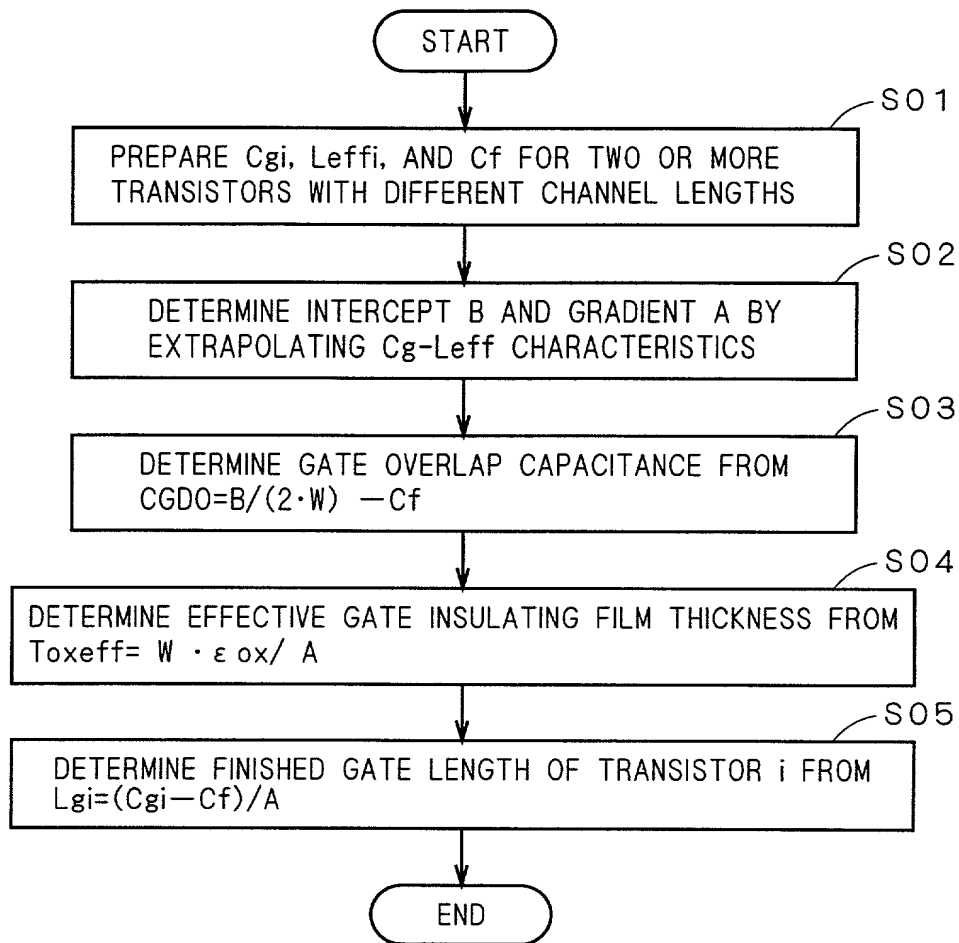 START
S01
PREPARE Cgi, Leffi, AND Cf FOR TWO OR MORE
TRANSISTORS WITH DIFFERENT CHANNEL LENGTHS
S02
DETERMINE INTERCEPT B AND GRADIENT A BY
EXTRAPOLATING Cg-Leff CHARACTERISTICS
S03
DETERMINE GATE OVERLAP CAPACITANCE FROM
CGDO=B/(2·W) −Cf
S04
DETERMINE EFFECTIVE GATE INSULATING FILM THICKNESS FROM
Toxeff= W · εox/ A
S05
DETERMINE FINISHED GATE LENGTH OF TRANSISTOR i FROM
Lgi=(Cgi−Cf)/A
END